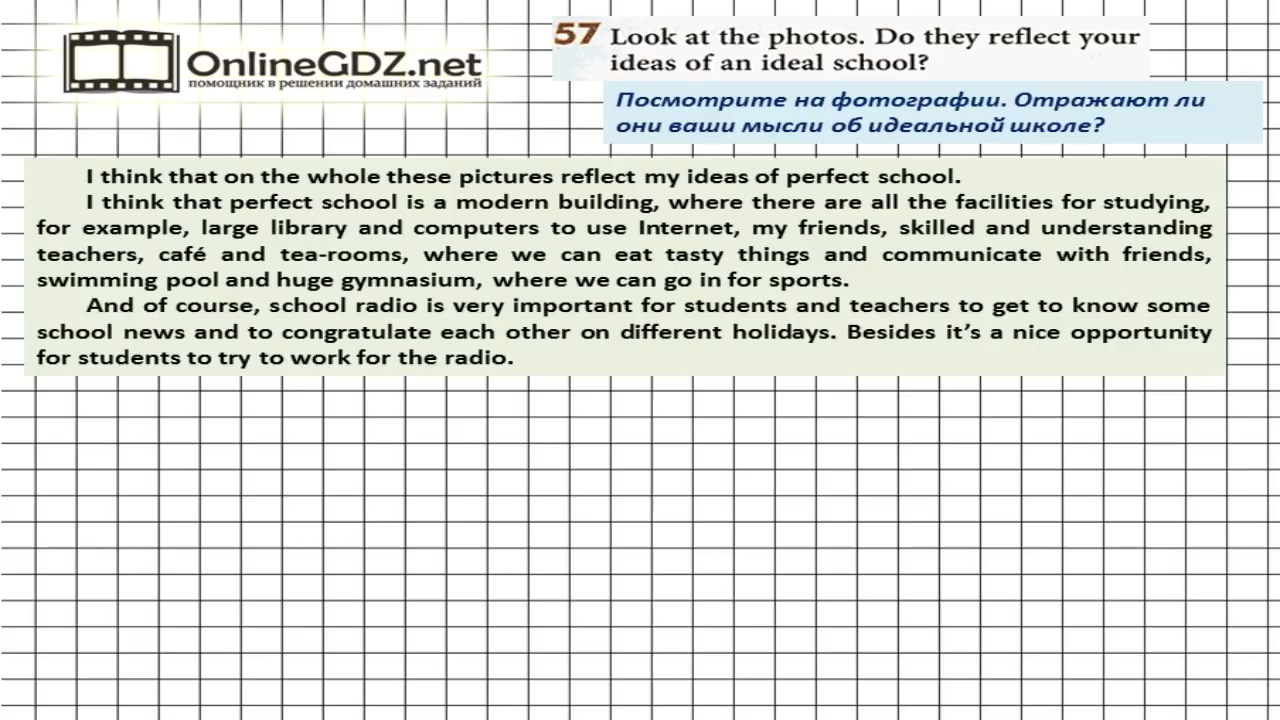 OnlineGDZ.net
помощник в решении домашних заданий
57 Look at the photos. Do they reflect your
ideas of an ideal school?
Посмотрите на фотографии. Отражают ли
они ваши мысли об идеальной школе?
I think that on the whole these pictures reflect my ideas of perfect school.
I think that perfect school is a modern building, where there are all the facilities for studying,
for example, large library and computers to use Internet, my friends, skilled and understanding
teachers, café and tea-rooms, where we can eat tasty things and communicate with friends,
swimming pool and huge gymnasium, where we can go in for sports.
And of course, school radio is very important for students and teachers to get to know some
school news and to congratulate each other on different holidays. Besides it’s a nice opportunity
for students to try to work for the radio.